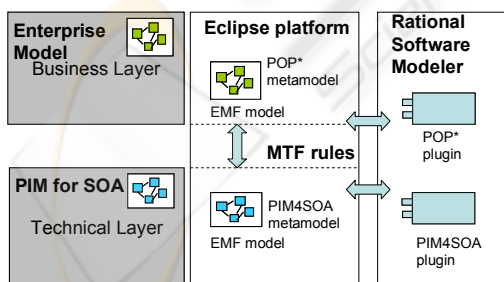 Enterprise
Model
Business Layer
Eclipse platform
POP*
metamodel
EMF model
MTF rules
PIM4SOA
metamodel
EMF model
Rational
Software
Modeler
POP*
plugin
PIM4SOA
plugin
PIM for SOA
Technical Layer